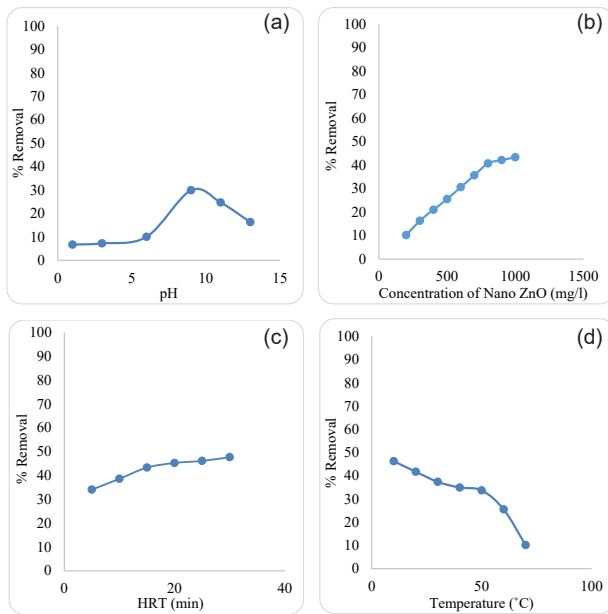 (a)
100
90
80
70
60
50
40
30
20
10
0
% Removal
0 5 10 15
pH
(b)
100
90
80
70
60
50
40
30
20
10
0
% Removal
0 500 1000 1500
Concentration of Nano ZnO (mg/l)
(c)
100
90
80
70
60
50
40
30
20
10
0
% Removal
0 20 40
HRT (min)
(d)
100
90
80
70
60
50
40
30
20
10
0
% Removal
0 50 100
Temperature (˚C)